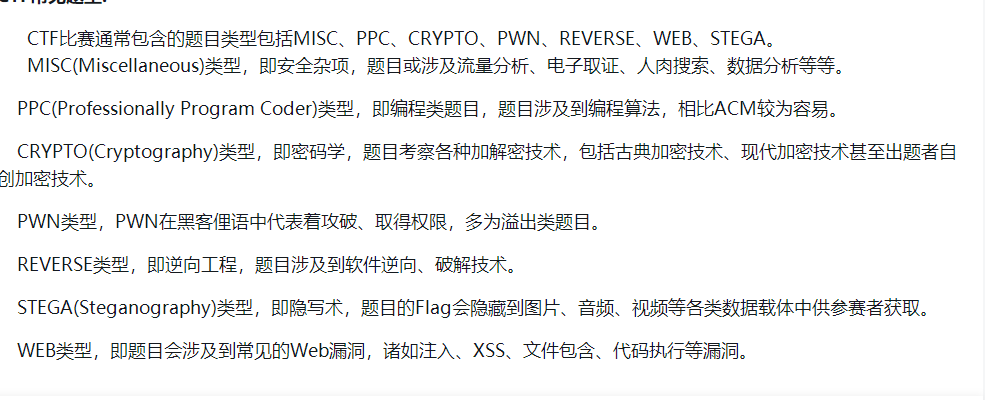 CTF常见题型:
CTF比赛通常包含的题目类型包括MISC、PPC、CRYPTO、PWN、REVERSE、WEB、STEGA。
MISC(Miscellaneous)类型，即安全杂项，题目或涉及流量分析、电子取证、人肉搜索、数据分析等等。
PPC(Professionally Program Coder)类型，即编程类题目，题目涉及到编程算法，相比ACM较为容易。
CRYPTO(Cryptography)类型，即密码学，题目考察各种加解密技术，包括古典加密技术、现代加密技术甚至出题者自
创加密技术。
PWN类型，PWN在黑客俚语中代表着攻破、取得权限，多为溢出类题目。
REVERSE类型，即逆向工程，题目涉及到软件逆向、破解技术。
STEGA(Steganography)类型，即隐写术，题目的Flag会隐藏到图片、音频、视频等各类数据载体中供参赛者获取。
WEB类型，即题目会涉及到常见的Web漏洞，诸如注入、XSS、文件包含、代码执行等漏洞。